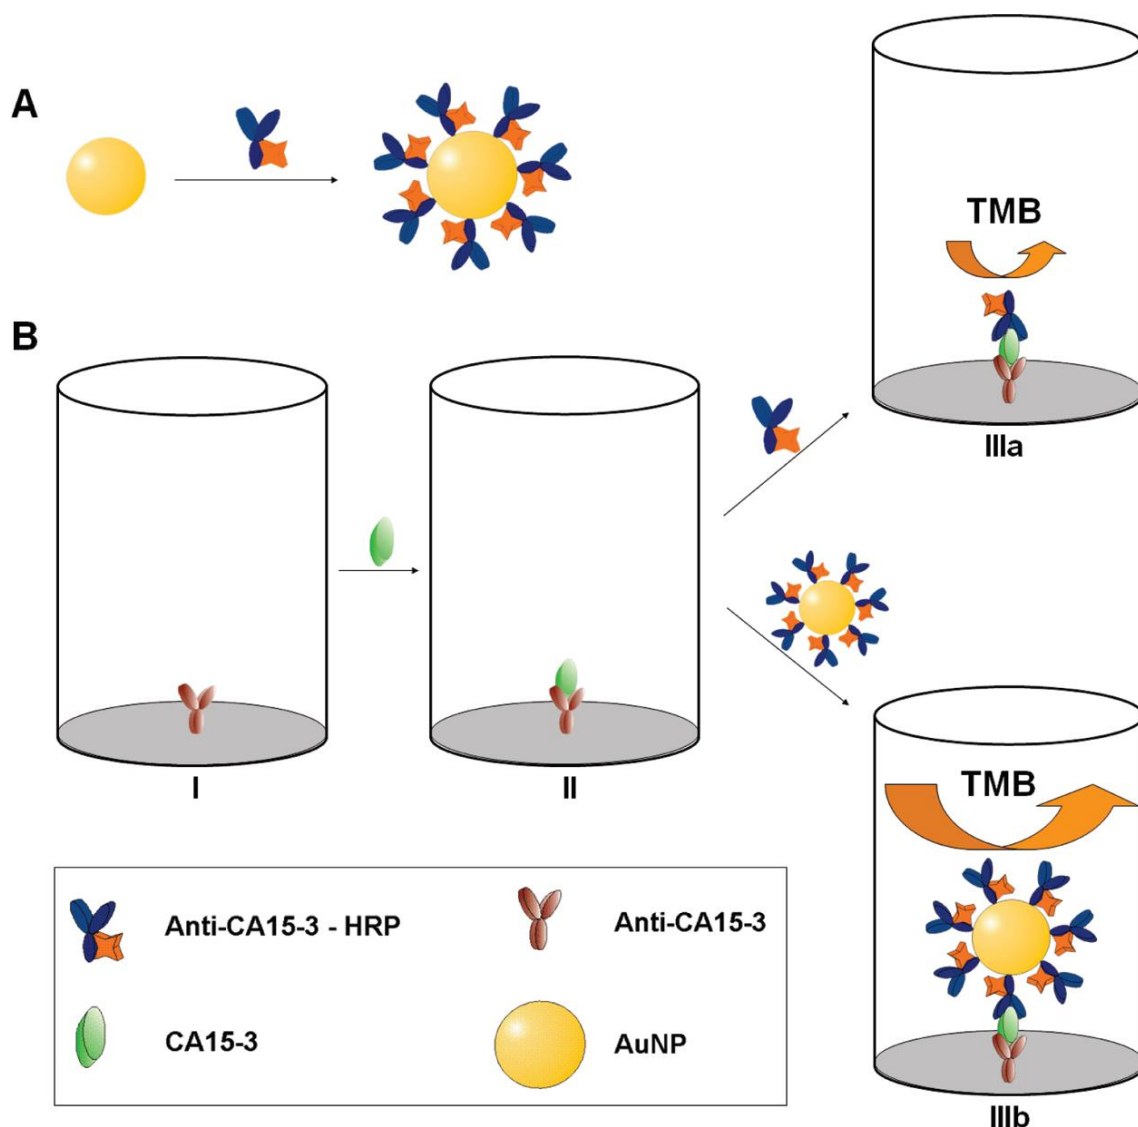 A
TMB
B
IIIa
I
II
TMB
Anti-CA15-3 - HRP
Anti-CA15-3
CA15-3
AuNP
IIIb